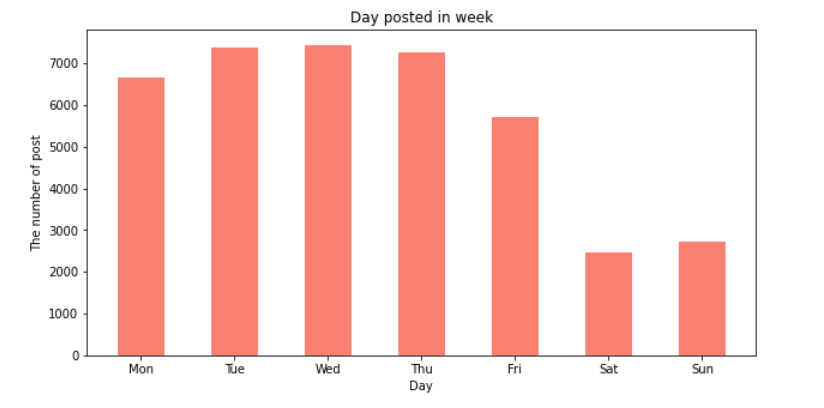 Day posted in week
The number of post
7000
6000
5000
4000
3000
2000
1000
0
Mon Tue Wed Thu Fri Sat Sun
Day